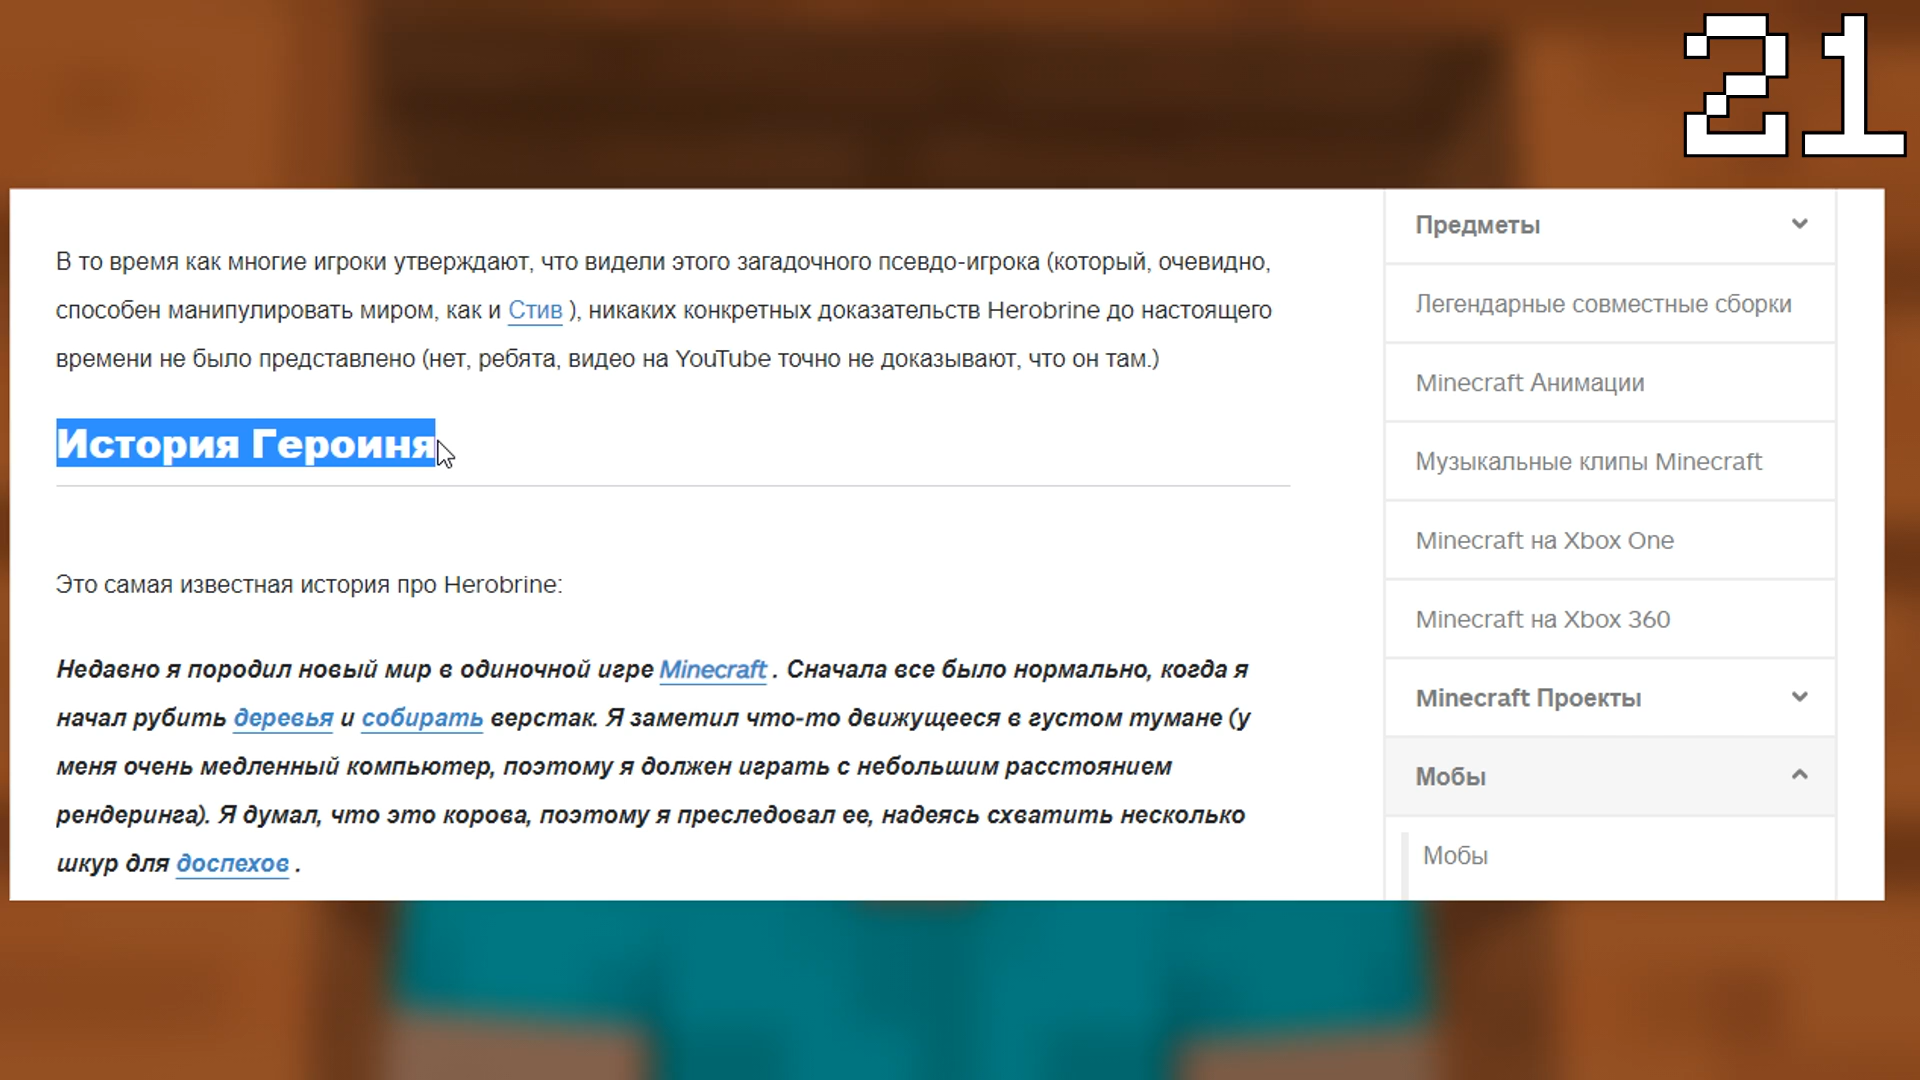 21
В то время как многие игроки утверждают, что видели этого загадочного псевдо-игрока (который, очевидно,
способен манипулировать миром, как и Стив ), никаких конкретных доказательств Herobrine до настоящего
времени не было представлено (нет, ребята, видео на YouTube точно не доказывают, что он там.)
История Героиня
Это самая известная история про Herobrine:
Недавно я породил новый мир в одиночной игре Minecraft . Сначала все было нормально, когда я
начал рубить деревья и собирать верстак. Я заметил что-то движущееся в густом тумане (у
меня очень медленный компьютер, поэтому я должен играть с небольшим расстоянием
рендеринга). Я думал, что это корова, поэтому я преследовал ее, надеясь схватить несколько
шкур для доспехов .
Предметы
Легендарные совместные сборки
Minecraft Анимации
Музыкальные клипы Minecraft
Minecraft на Xbox One
Minecraft на Xbox 360
Minecraft Проекты
Мобы
Мобы